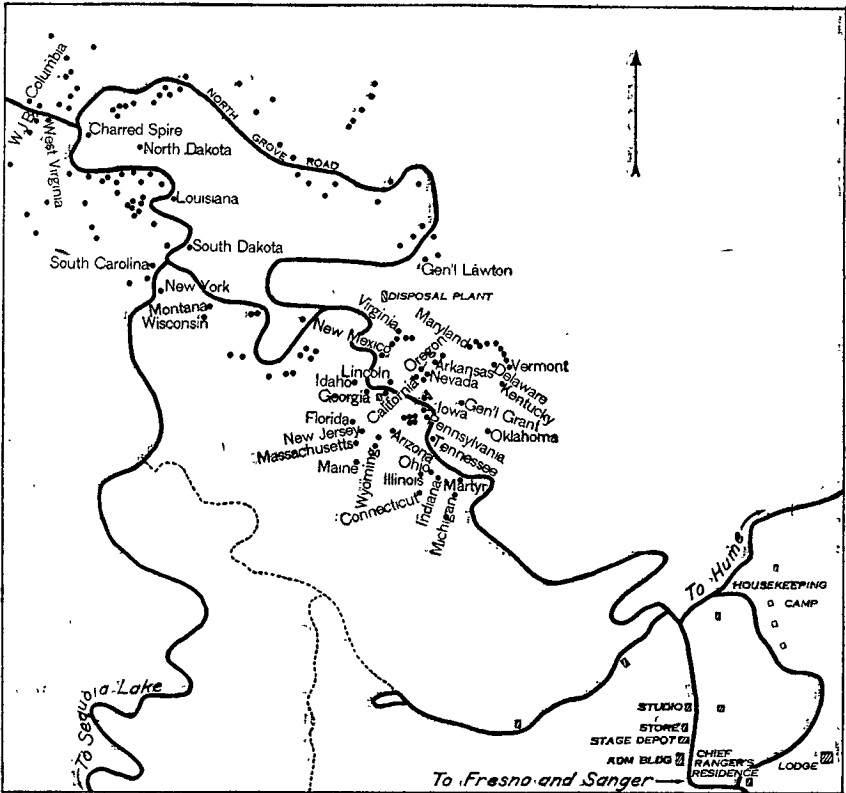 Columbia
W J B
West Virginia
Charred Spire
North Dakota
NORTH GROVE ROAD
Louisiana
South Dakota
South Carolina
Gen'l Lawton
New York
DISPOSAL PLANT
Montana
Wisconsin
Virginia
New Mexico
Maryland
Oregon
Arkansas
Vermont
Delaware
Kentucky
Nevada
Lincoln
Idaho
Georgia
California
Iowa
Gen'l Grant
Florida
New Jersey
Massachusetts
Pennsylvania
Oklahoma
Arizona
Tennessee
Maine
Wyoming
Ohio
Illinois
Martyr
Connecticut
Indiana
Michigan
To Hume
HOUSEKEEPING
CAMP
To Sequoia Lake
STUDIO
STORE
STAGE DEPOT
ADM BLDG
CHIEF
RANGER'S
RESIDENCE
LODGE
To Fresno and Sanger